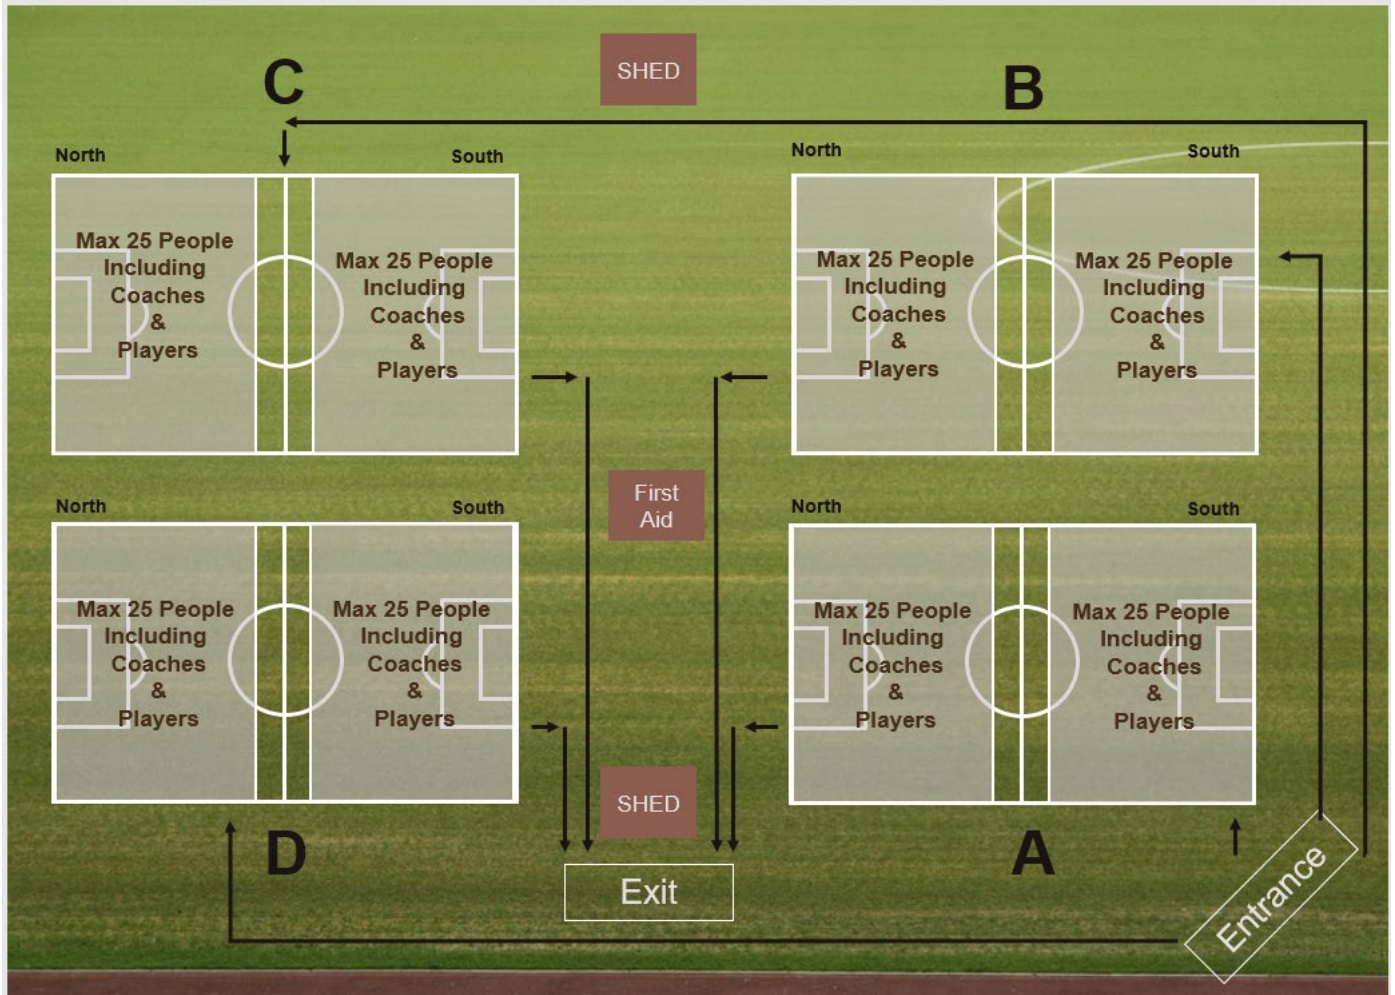 SHED
C
B
North
South
North
South
Max 25 People
Including
Coaches
&
Players
Max 25 People
Including
Coaches
&
Players
Max 25 People
Including
Coaches
&
Players
Max 25 People
Including
Coaches
&
Players
First
Aid
North
South
North
South
Max 25 People
Including
Coaches
&
Players
Max 25 People
Including
Coaches
&
Players
Max 25 People
Including
Coaches
&
Players
Max 25 People
Including
Coaches
&
Players
SHED
D
A
Exit
Entrance